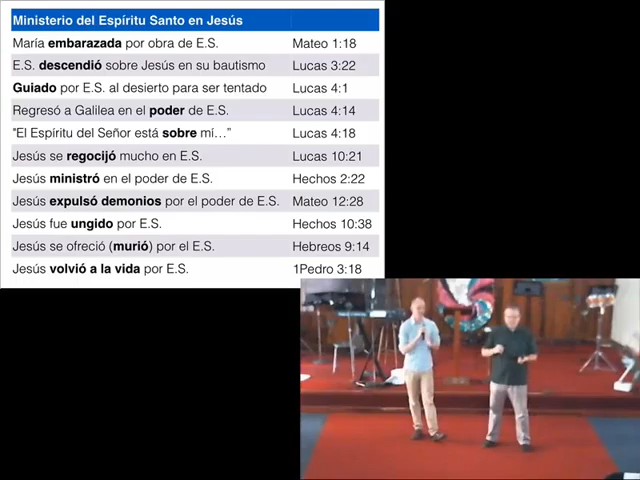 Ministerio del Espíritu Santo en Jesús
María embarazada por obra de E.S. Mateo 1:18
E.S. descendió sobre Jesús en su bautismo Lucas 3:22
Guiado por E.S. al desierto para ser tentado Lucas 4:1
Regresó a Galilea en el poder de E.S. Lucas 4:14
"El Espíritu del Señor está sobre mí…” Lucas 4:18
Jesús se regocijó mucho en E.S. Lucas 10:21
Jesús ministró en el poder de E.S. Hechos 2:22
Jesús expulsó demonios por el poder de E.S. Mateo 12:28
Jesús fue ungido por E.S. Hechos 10:38
Jesús se ofreció (murió) por el E.S. Hebreos 9:14
Jesús volvió a la vida por E.S. 1Pedro 3:18